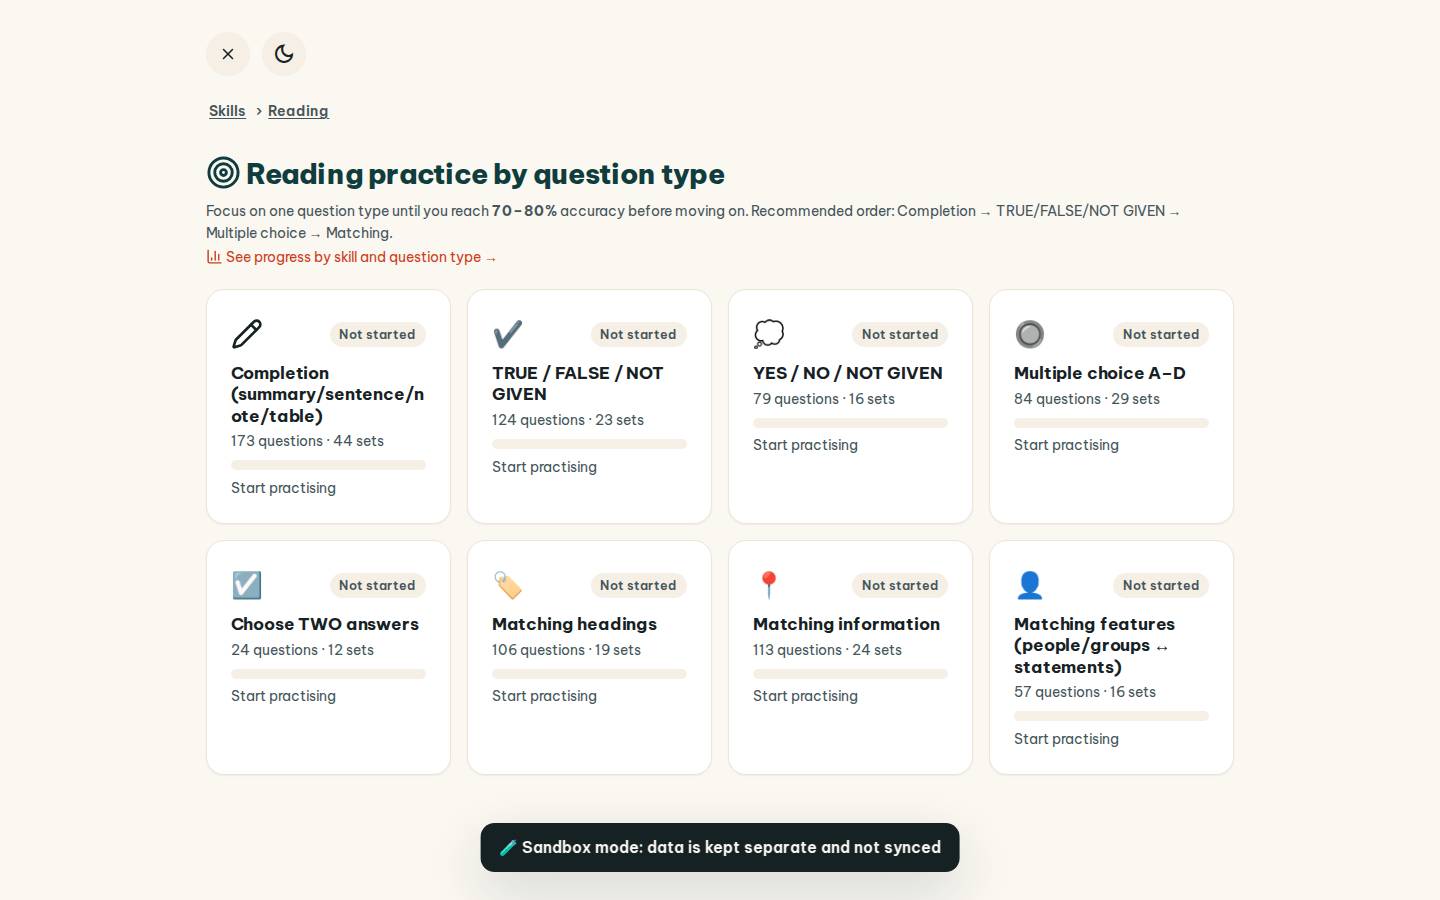 Skills › Reading
Reading practice by question type
Focus on one question type until you reach 70–80% accuracy before moving on. Recommended order: Completion → TRUE/FALSE/NOT GIVEN →
Multiple choice → Matching.
See progress by skill and question type →
Not started
Completion
(summary/sentence/n
ote/table)
173 questions · 44 sets
Start practising
Not started
TRUE / FALSE / NOT
GIVEN
124 questions · 23 sets
Start practising
Not started
YES / NO / NOT GIVEN
79 questions · 16 sets
Start practising
Not started
Multiple choice A–D
84 questions · 29 sets
Start practising
Not started
Choose TWO answers
24 questions · 12 sets
Start practising
Not started
Matching headings
106 questions · 19 sets
Start practising
Not started
Matching information
113 questions · 24 sets
Start practising
Not started
Matching features
(people/groups ↔
statements)
57 questions · 16 sets
Start practising
Sandbox mode: data is kept separate and not synced